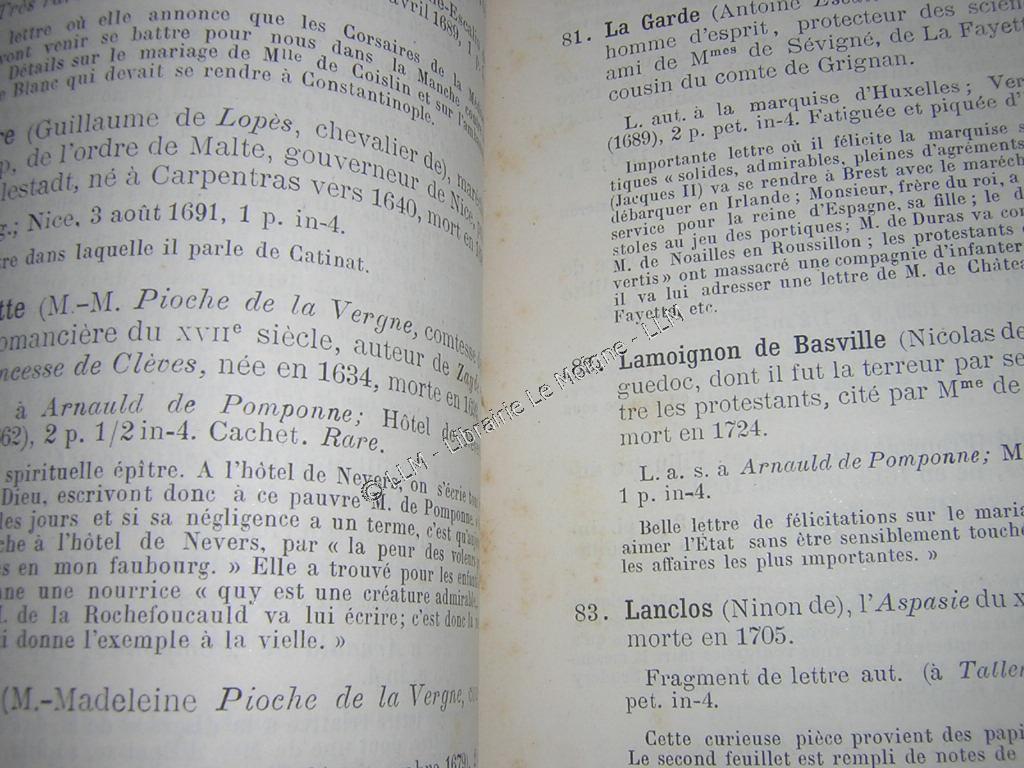 lettre où elle annonce que les Corsaires de la
vont venir se battre pour nous dans la Manche
Détails sur le mariage de Mlle de Coislin et sur
Blanc qui devait se rendre à Constantinople.
re (Guillaume de Lopès, chevalier de),
de l'ordre de Malte, gouverneur de Nice,
lestadt, né à Carpentras vers 1640, mort en
g.; Nice, 3 août 1691, 1 p. in-4.
re dans laquelle il parle de Catinat.
tte (M.-M. Pioche de la Vergne, comtesse
omancière du XVIIe siècle, auteur de
ncesse de Clèves, née en 1634, morte en
à Arnauld de Pomponne; Hôtel de
62), 2 p. 1/2 in-4. Cachet. Rare.
spirituelle épître. A l'hôtel de Nevers, on s'écrie
Dieu, escrivont donc à ce pauvre M. de Pomponne.
les jours et si sa négligence a un terme, c'est
che à l'hôtel de Nevers, par « la peur des voleurs
s en mon faubourg. » Elle a trouvé pour les
ne une nourrice « quy est une créature admirable,
. de la Rochefoucauld va lui écrire; c'est donc
i donne l'exemple à la vielle. »
(M.-Madeleine Pioche de la Vergne,
81. La Garde (Antoine
homme d'esprit, protecteur des scien
ami de Mmes de Sévigné, de La Fayett
cousin du comte de Grignan.
L. aut. à la marquise d'Huxelles; Ver
(1689), 2 p. pet. in-4. Fatiguée et piquée d'
Importante lettre où il félicite la marquise s
tiques « solides, admirables, pleines d'agréments
(Jacques II) va se rendre à Brest avec le maréch
débarquer en Irlande; Monsieur, frère du roi, a
service pour la reine d'Espagne, sa fille; le d
stoles au jeu des portiques; M. de Duras va com
M. de Noailles en Roussillon; les protestants
vertis » ont massacré une compagnie d'infanter
il va lui adresser une lettre de M. de Châtea
Fayette, etc.
82. Lamoignon de Basville (Nicolas de
guedoc, dont il fut la terreur par se
tre les protestants, cité par Mme de
mort en 1724.
L. a. s. à Arnauld de Pomponne; M
1 p. in-4.
Belle lettre de félicitations sur le maria
aimer l'Etat sans être sensiblement touche
les affaires les plus importantes. »
83. Lanclos (Ninon de), l'Aspasie du x
morte en 1705.
Fragment de lettre aut. (à Tallem
pet. in-4.
Cette curieuse pièce provient des papi
Le second feuillet est rempli de notes de
© LLM - Librairie Le Moigne - LLM